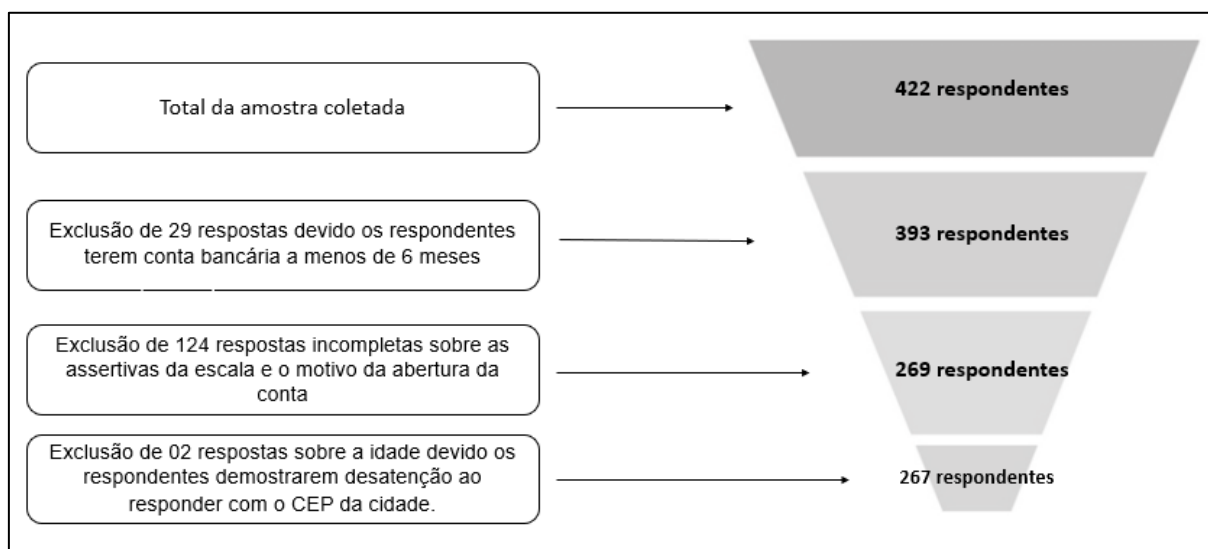 Total da amostra coletada
422 respondentes
Exclusão de 29 respostas devido os respondentes
terem conta bancária a menos de 6 meses
393 respondentes
Exclusão de 124 respostas incompletas sobre as
assertivas da escala e o motivo da abertura da
conta
269 respondentes
Exclusão de 02 respostas sobre a idade devido os
respondentes demostrarem desatenção ao
responder com o CEP da cidade.
267 respondentes